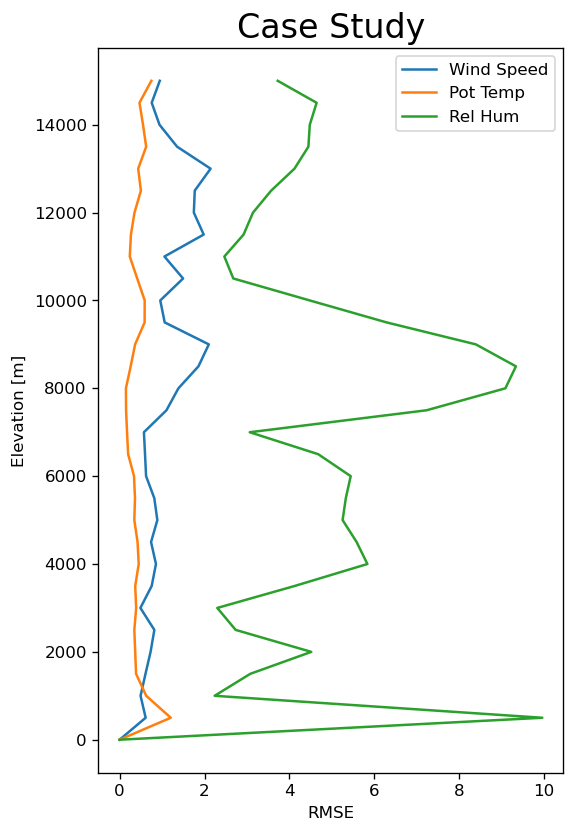 Case Study
Wind Speed
Pot Temp
Rel Hum
Elevation [m]
14000
12000
10000
8000
6000
4000
2000
0
0 2 4 6 8 10
RMSE